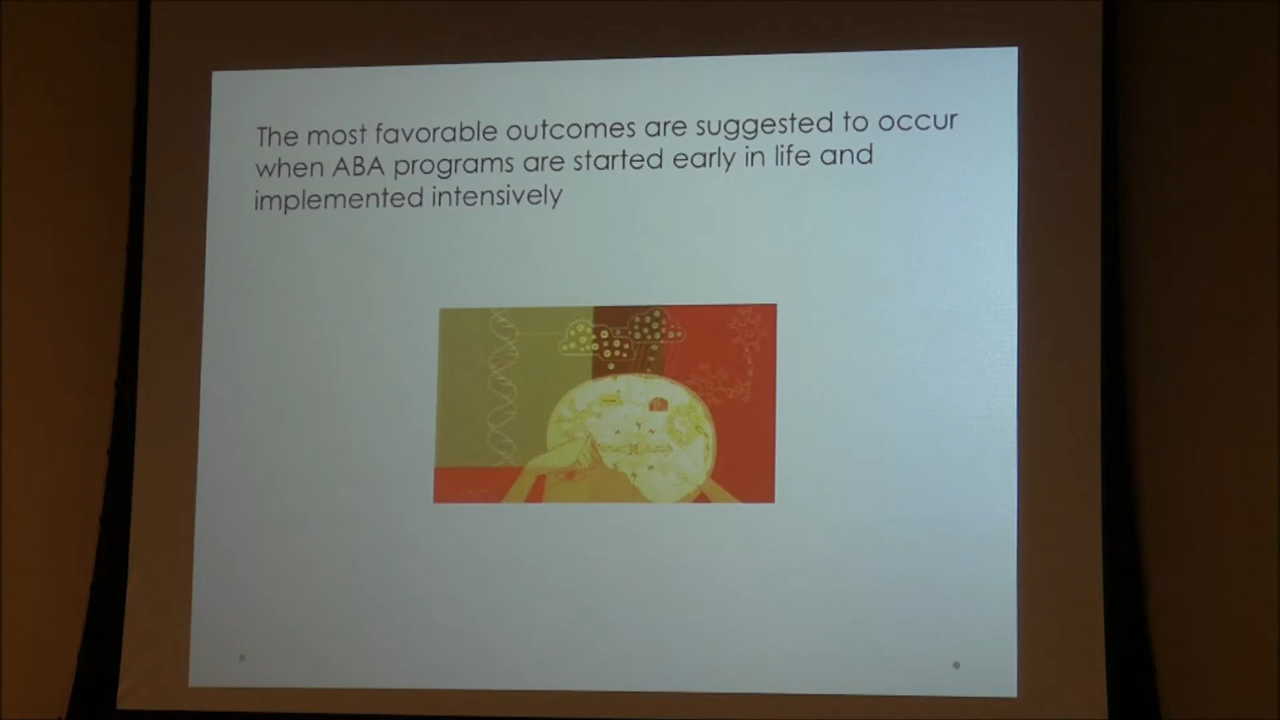 The most favorable outcomes are suggested to occur
when ABA programs are started early in life and
implemented intensively